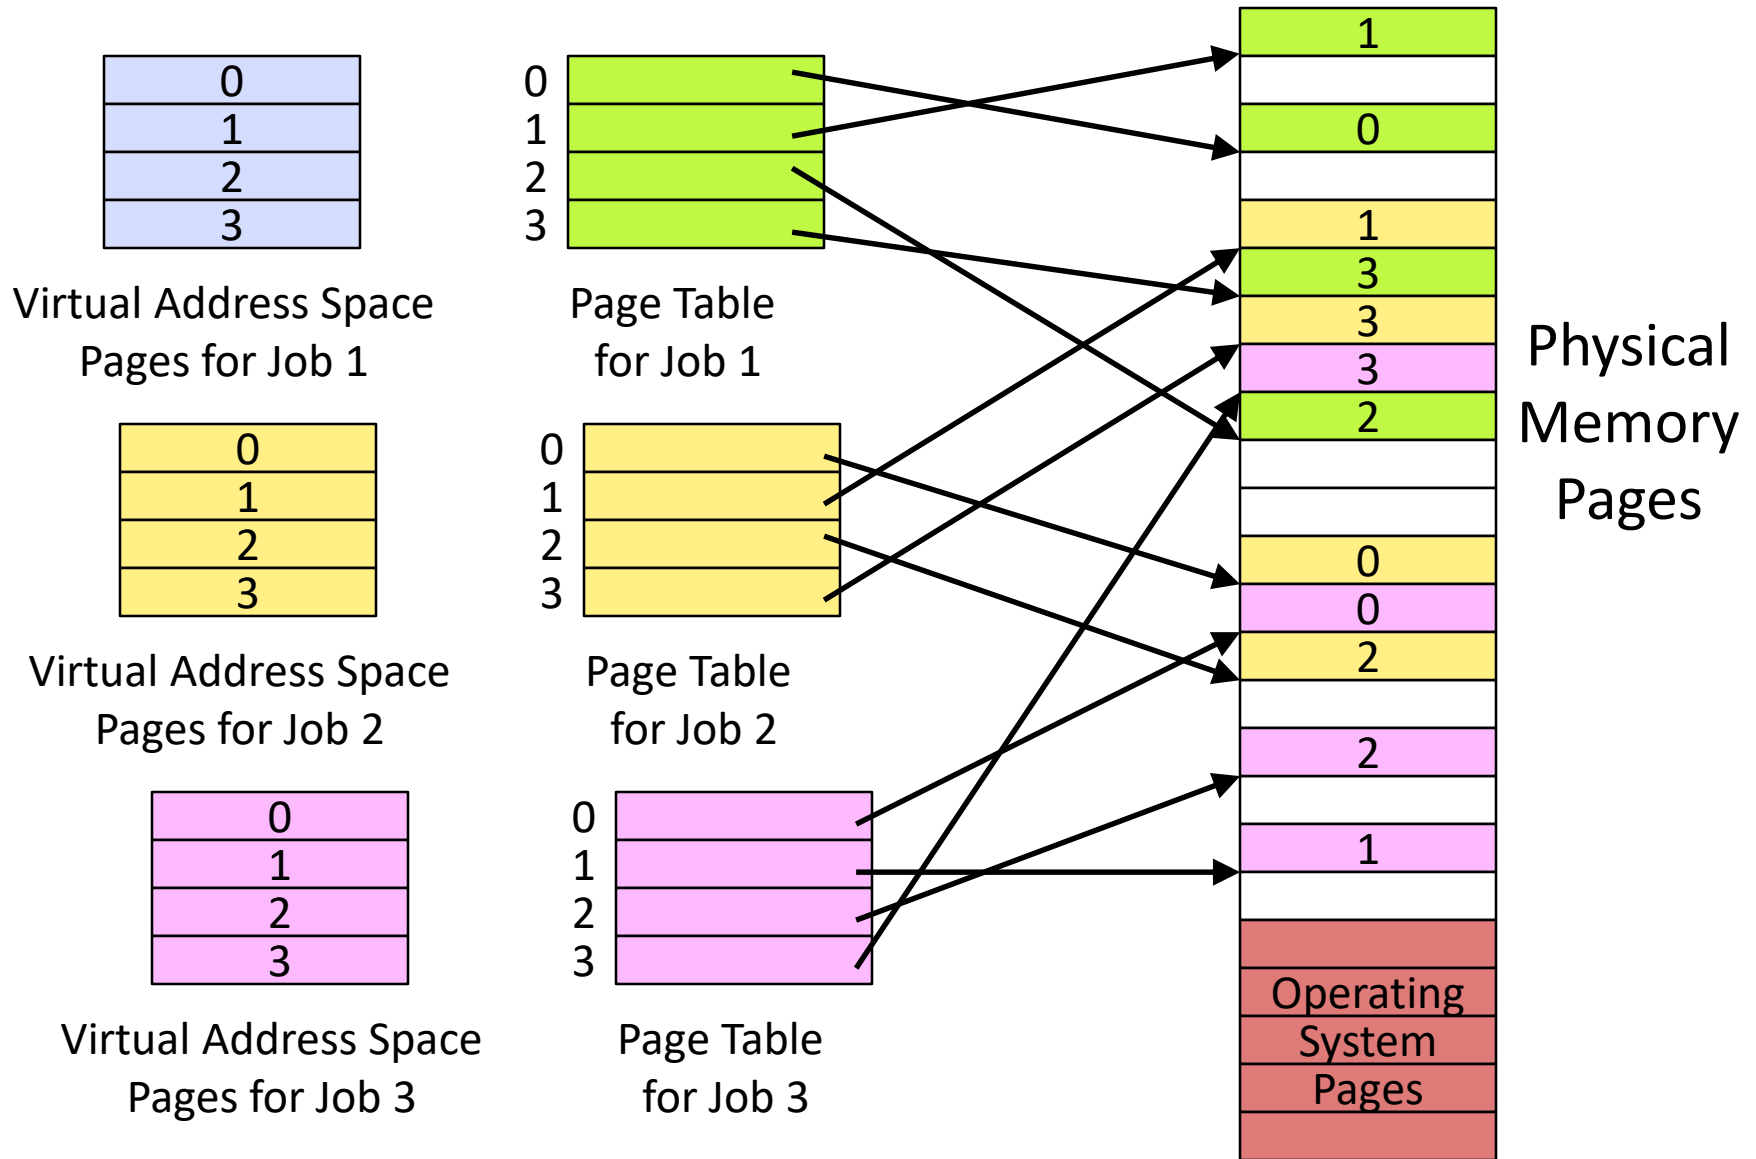 0
1
2
3
Virtual Address Space
Pages for Job 1
0
1
2
3
Page Table
for Job 1
0
1
2
3
Virtual Address Space
Pages for Job 2
0
1
2
3
Page Table
for Job 2
0
1
2
3
Virtual Address Space
Pages for Job 3
0
1
2
3
Page Table
for Job 3
1
0
1
3
3
3
2
0
0
2
2
1
Operating
System
Pages
Physical
Memory
Pages